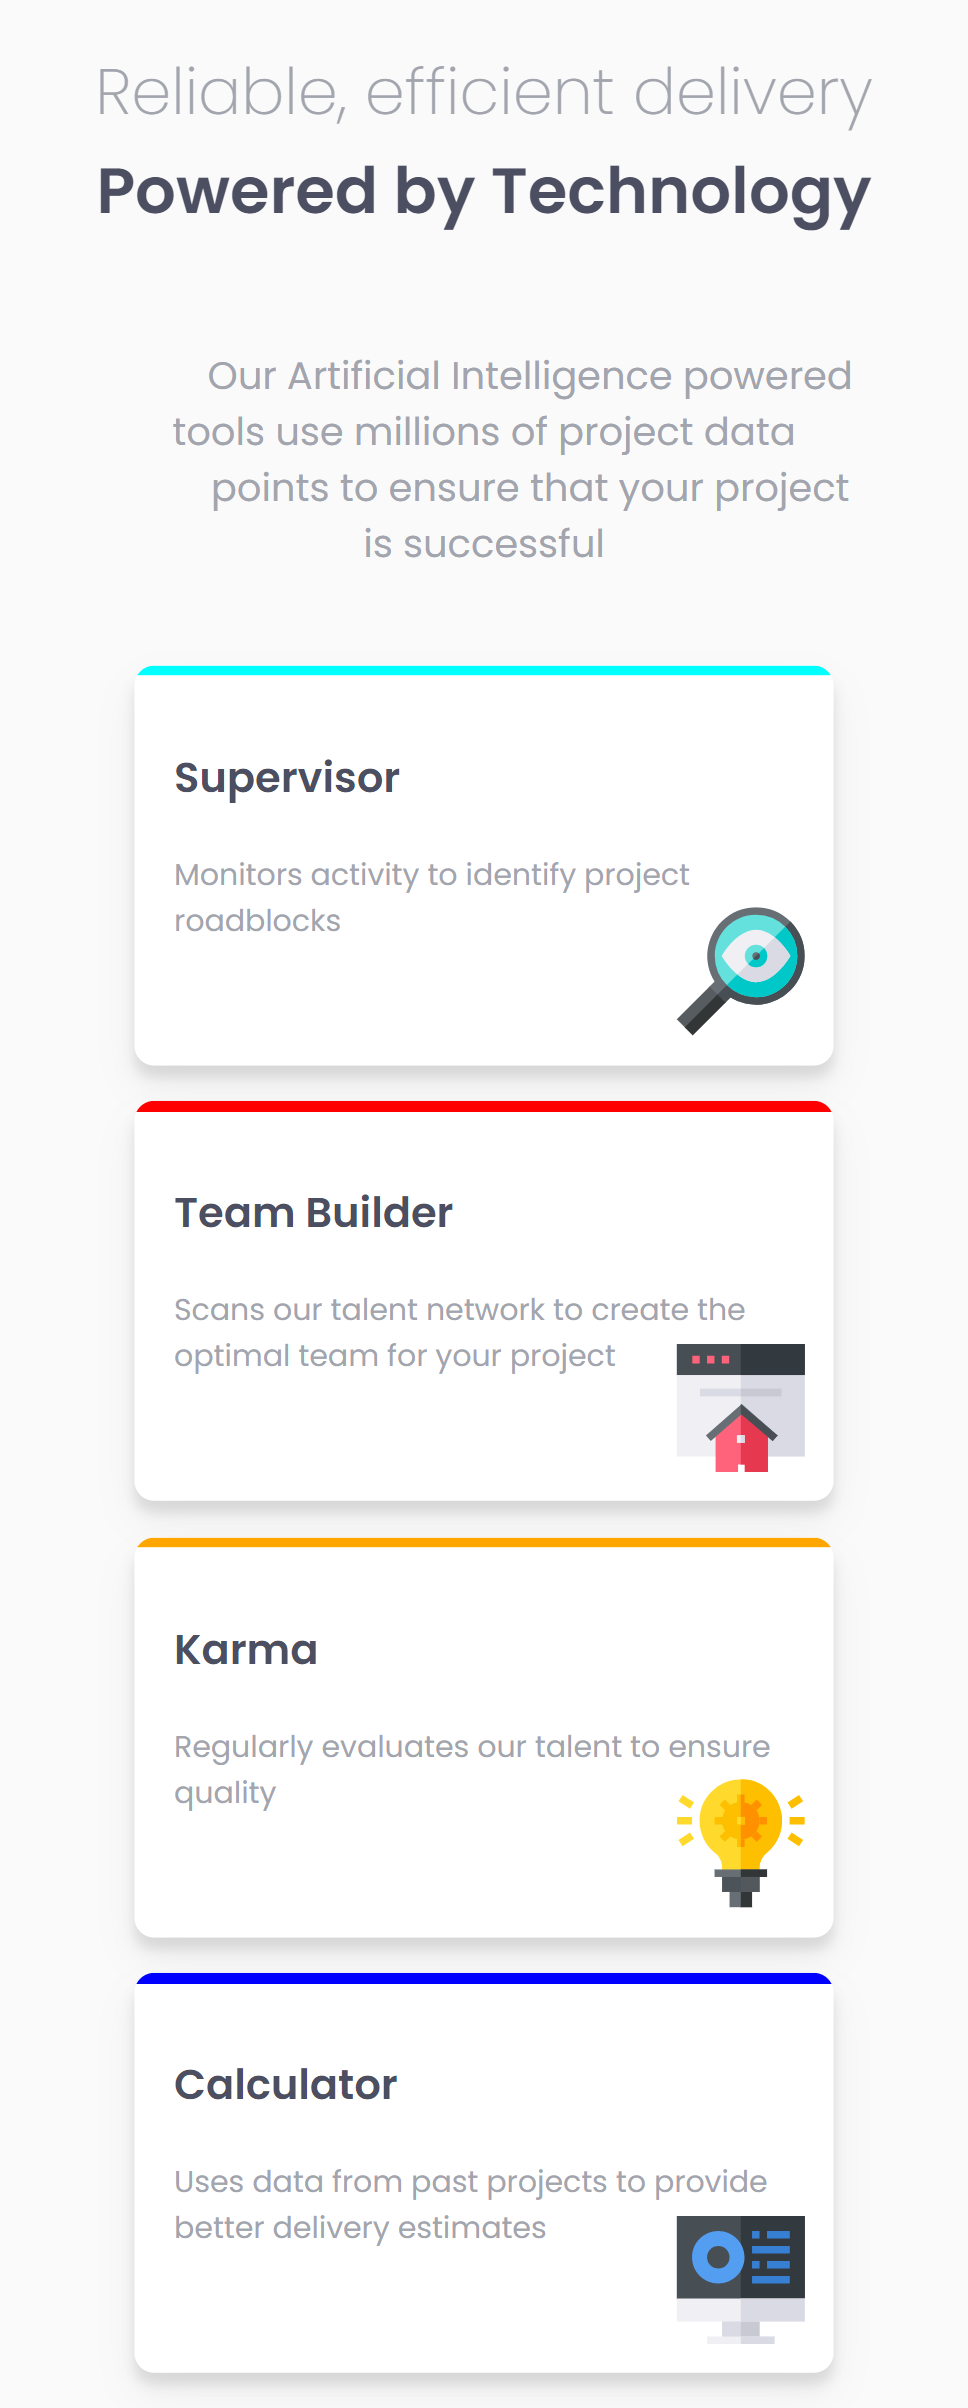 Reliable, efficient delivery
Powered by Technology
Our Artificial Intelligence powered
tools use millions of project data
points to ensure that your project
is successful
Supervisor
Monitors activity to identify project
roadblocks
Team Builder
Scans our talent network to create the
optimal team for your project
Karma
Regularly evaluates our talent to ensure
quality
Calculator
Uses data from past projects to provide
better delivery estimates